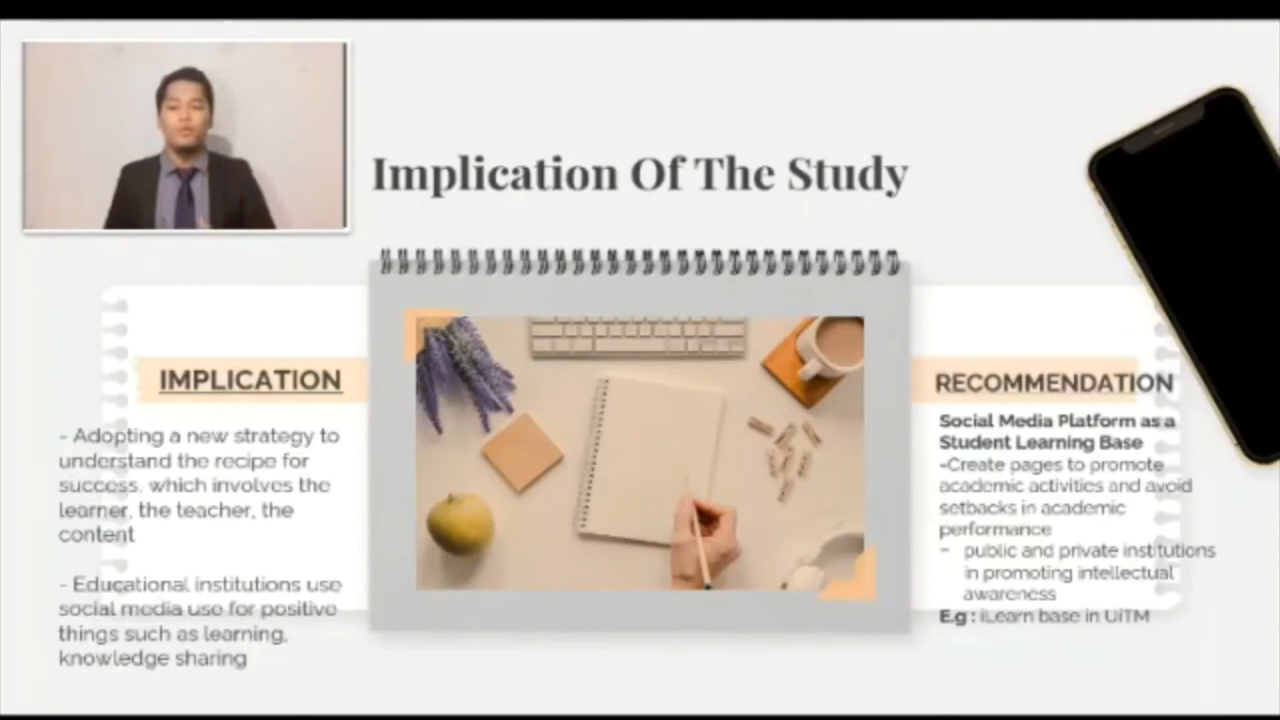 Implication Of The Study
IMPLICATION
- Adopting a new strategy to
understand the recipe for
success, which involves the
learner, the teacher, the
content
- Educational institutions use
social media use for positive
things such as learning,
knowledge sharing
RECOMMENDATION
Social Media Platform as a
Student Learning Base
-Create pages to promote
academic activities and avoid
setbacks in academic
performance
- public and private institutions
in promoting intellectual
awareness
E.g : iLearn base in UiTM